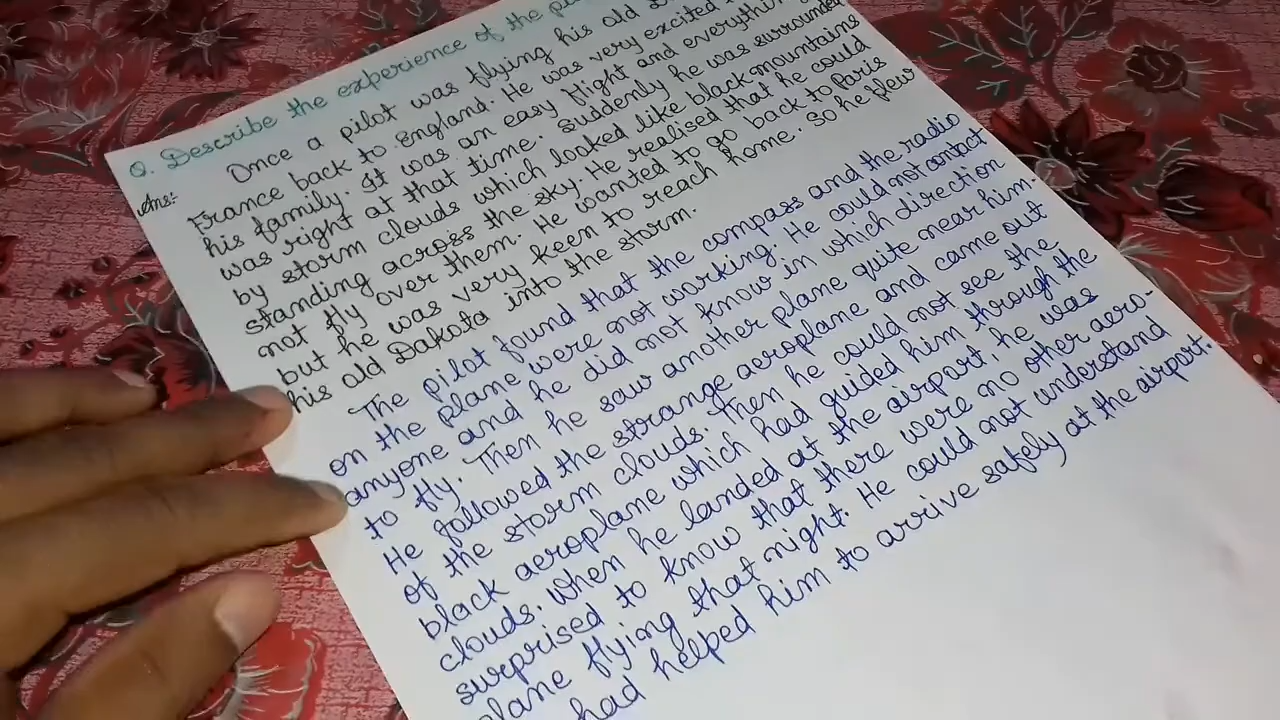 Q. Describe the experience of the
Ans:- Once a pilot was flying his old
France back to England. He was very excited
his family. It was an easy flight and everything
was right at that time. Suddenly he was surrounded
by storm clouds which looked like black mountains
standing across the sky. He realised that he could
not fly over them. He wanted to go back to Paris
but he was very keen to reach home. So he flew
his old Dakota into the storm.
The pilot found that the compass and the radio
on the plane were not working. He could not contact
anyone and he did not know in which direction
to fly. Then he saw another plane quite near him.
He followed the strange aeroplane and came out
of the storm clouds. Then he could not see the
black aeroplane which had guided him through the
clouds. When he landed at the airport, he was
surprised to know that there were no other aero-
plane flying that night. He could not understand
had helped him to arrive safely at the airport.